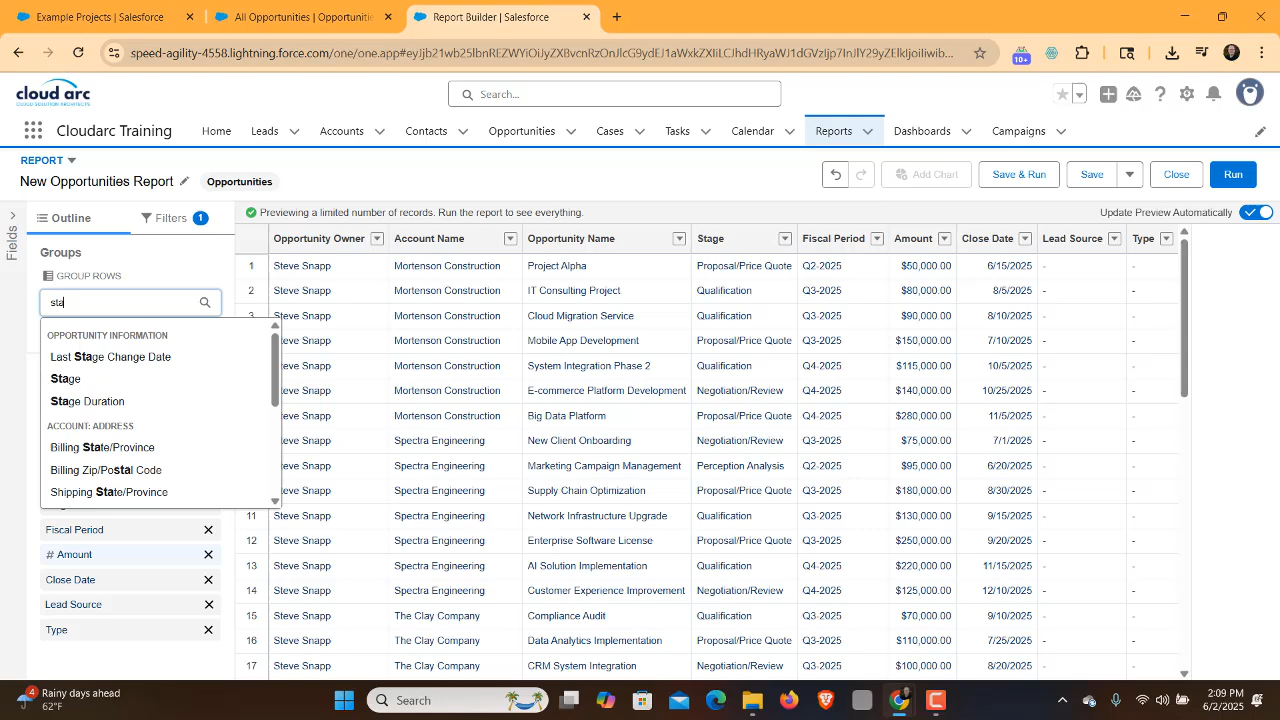 Example Projects | Salesforce
All Opportunities | Opportunitie
Report Builder | Salesforce
speed-agility-4558.lightning.force.com/one/one.app#
10+
cloud arc
CLOUD SOLUTION ARCHITECTS
Search...
Cloudarc Training
Home Leads Accounts Contacts Opportunities Cases Tasks Calendar Reports Dashboards Campaigns
REPORT
New Opportunities Report Opportunities
Add Chart Save & Run Save Close Run
Fields
Outline Filters 1
Previewing a limited number of records. Run the report to see everything. Update Preview Automatically
Groups
GROUP ROWS
sta
OPPORTUNITY INFORMATION
Last Stage Change Date
Stage
Stage Duration
ACCOUNT: ADDRESS
Billing State/Province
Billing Zip/Postal Code
Shipping State/Province
Fiscal Period
# Amount
Close Date
Lead Source
Type
Opportunity Owner Account Name Opportunity Name Stage Fiscal Period Amount Close Date Lead Source Type
1 Steve Snapp Mortenson Construction Project Alpha Proposal/Price Quote Q2-2025 $50,000.00 6/15/2025 - -
2 Steve Snapp Mortenson Construction IT Consulting Project Qualification Q3-2025 $80,000.00 8/5/2025 - -
3 Steve Snapp Mortenson Construction Cloud Migration Service Qualification Q3-2025 $90,000.00 8/10/2025 - -
Steve Snapp Mortenson Construction Mobile App Development Proposal/Price Quote Q3-2025 $150,000.00 7/10/2025 - -
Steve Snapp Mortenson Construction System Integration Phase 2 Qualification Q4-2025 $115,000.00 10/5/2025 - -
Steve Snapp Mortenson Construction E-commerce Platform Development Negotiation/Review Q4-2025 $140,000.00 10/25/2025 - -
Steve Snapp Mortenson Construction Big Data Platform Proposal/Price Quote Q4-2025 $280,000.00 11/5/2025 - -
Steve Snapp Spectra Engineering New Client Onboarding Negotiation/Review Q3-2025 $75,000.00 7/1/2025 - -
Steve Snapp Spectra Engineering Marketing Campaign Management Perception Analysis Q2-2025 $95,000.00 6/20/2025 - -
Steve Snapp Spectra Engineering Supply Chain Optimization Negotiation/Review Q3-2025 $180,000.00 8/30/2025 - -
11 Steve Snapp Spectra Engineering Network Infrastructure Upgrade Qualification Q3-2025 $130,000.00 9/15/2025 - -
12 Steve Snapp Spectra Engineering Enterprise Software License Proposal/Price Quote Q3-2025 $250,000.00 9/20/2025 - -
13 Steve Snapp Spectra Engineering AI Solution Implementation Qualification Q4-2025 $220,000.00 11/15/2025 - -
14 Steve Snapp Spectra Engineering Customer Experience Improvement Negotiation/Review Q4-2025 $125,000.00 12/10/2025 - -
15 Steve Snapp The Clay Company Compliance Audit Qualification Q3-2025 $70,000.00 9/10/2025 - -
16 Steve Snapp The Clay Company Data Analytics Implementation Proposal/Price Quote Q3-2025 $110,000.00 7/25/2025 - -
17 Steve Snapp The Clay Company CRM System Integration Negotiation/Review Q3-2025 $100,000.00 8/20/2025 - -
4
Rainy days ahead
62°F
Search
2:09 PM
6/2/2025